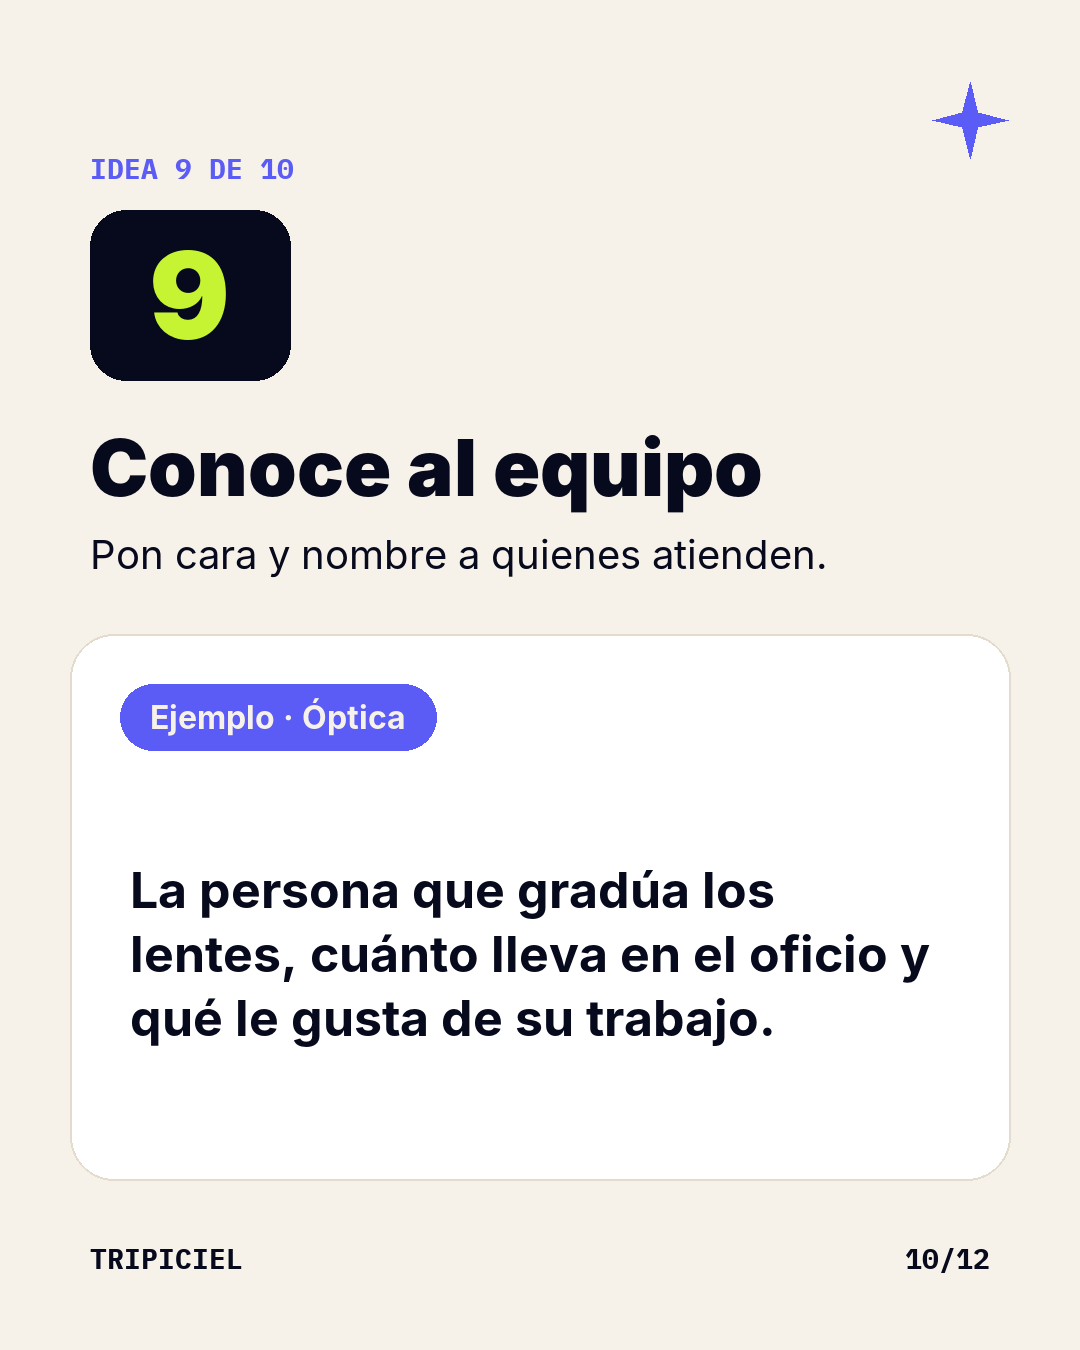 IDEA 9 DE 10
9
Conoce al equipo
Pon cara y nombre a quienes atienden.
Ejemplo · Óptica
La persona que gradúa los
lentes, cuánto lleva en el oficio y
qué le gusta de su trabajo.
TRIPICIEL
10/12